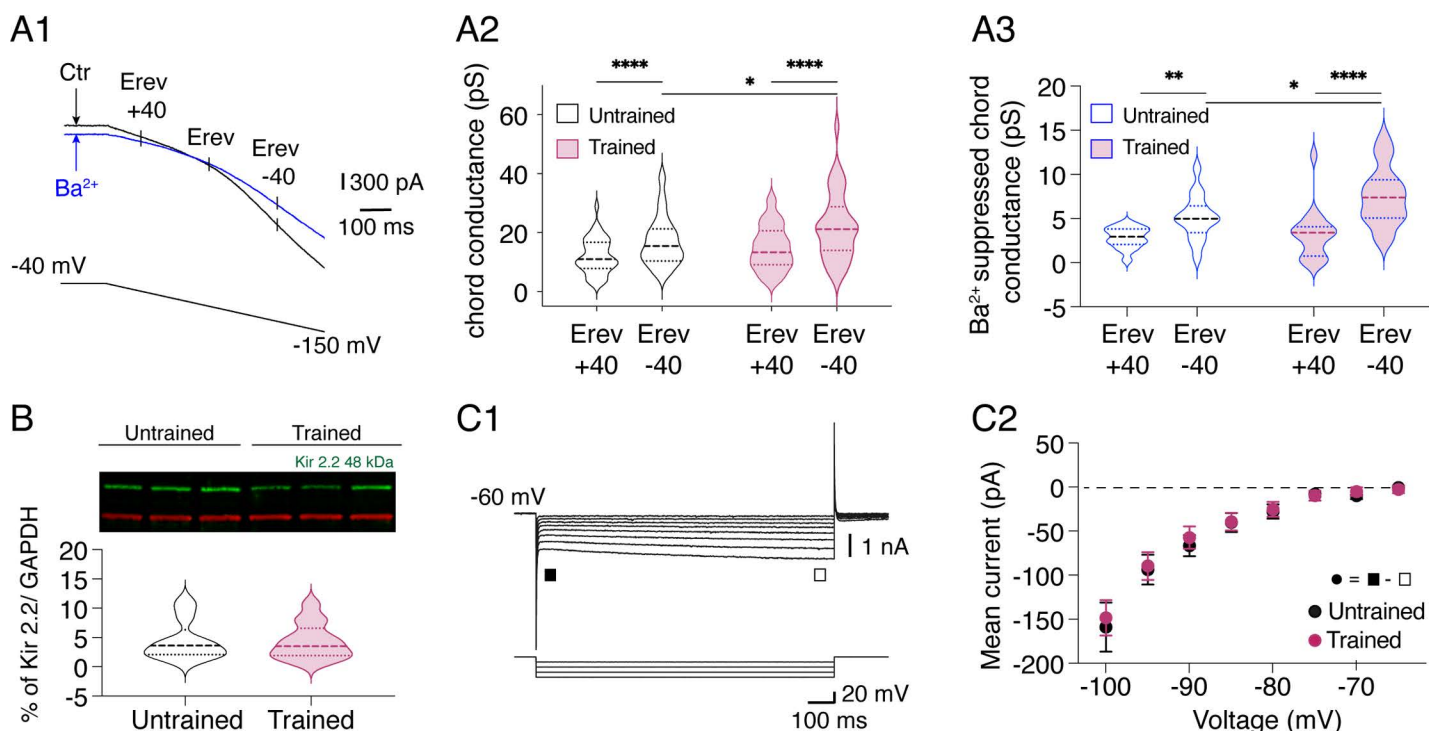 A1
Ctr
Erev
+40
Erev
Erev
-40
Ba²⁺
300 pA
100 ms
-40 mV
-150 mV
A2
chord conductance (pS)
60
40
20
0
****
*
****
Untrained
Trained
Erev
+40
Erev
-40
Erev
+40
Erev
-40
A3
Ba²⁺ suppressed chord
conductance (pS)
20
15
10
5
0
-5
**
*
****
Untrained
Trained
Erev
+40
Erev
-40
Erev
+40
Erev
-40
B
Untrained
Trained
Kir 2.2 48 kDa
% of Kir 2.2/ GAPDH
20
15
10
5
0
-5
Untrained
Trained
C1
-60 mV
1 nA
20 mV
100 ms
C2
Mean current (pA)
50
0
-50
-100
-150
-200
● = ■ - □
Untrained
Trained
-100
-90
-80
-70
Voltage (mV)